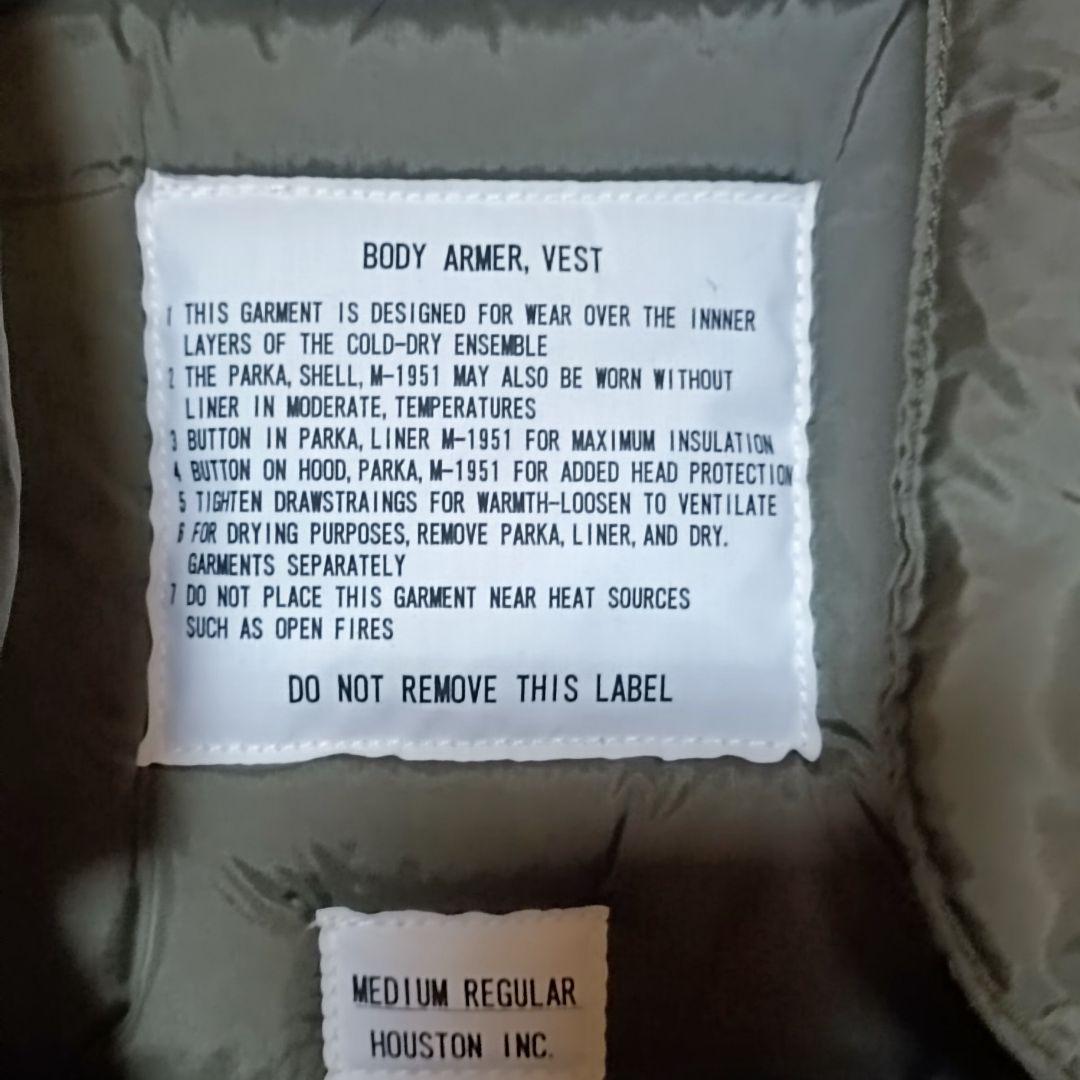 BODY ARMER, VEST
1 THIS GARMENT IS DESIGNED FOR WEAR OVER THE INNNER
LAYERS OF THE COLD-DRY ENSEMBLE
2 THE PARKA, SHELL, M-1951 MAY ALSO BE WORN WITHOUT
LINER IN MODERATE, TEMPERATURES
3 BUTTON IN PARKA, LINER M-1951 FOR MAXIMUM INSULATION
4 BUTTON ON HOOD, PARKA, M-1951 FOR ADDED HEAD PROTECTION
5 TIGHTEN DRAWSTRAINGS FOR WARMTH-LOOSEN TO VENTILATE
6 FOR DRYING PURPOSES, REMOVE PARKA, LINER, AND DRY.
GARMENTS SEPARATELY
7 DO NOT PLACE THIS GARMENT NEAR HEAT SOURCES
SUCH AS OPEN FIRES
DO NOT REMOVE THIS LABEL
MEDIUM REGULAR
HOUSTON INC.